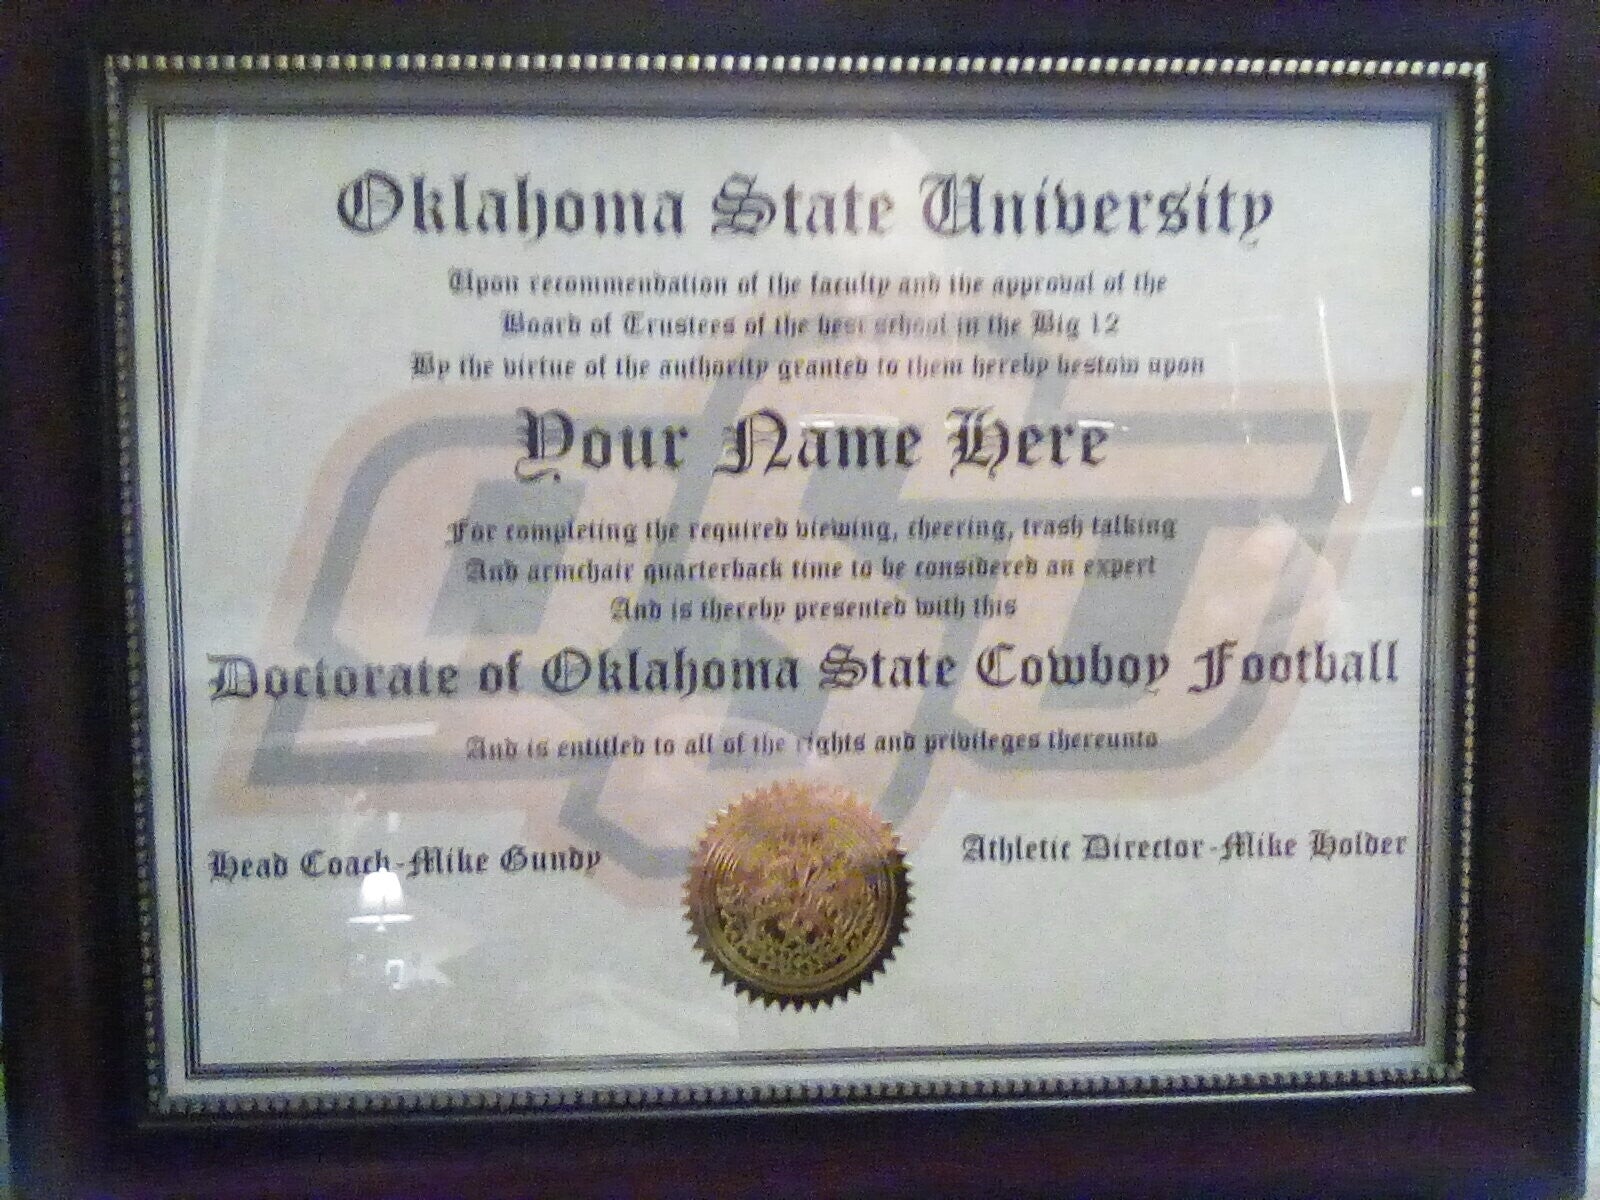 Oklahoma State University
Upon recommendation of the faculty and the approval of the
Board of Trustees of the best school in the Big 12
By the virtue of the authority granted to them hereby bestow upon
Your Name Here
For completing the required viewing, cheering, trash talking
And armchair quarterback time to be considered an expert
And is thereby presented with this
Doctorate of Oklahoma State Cowboy Football
And is entitled to all of the rights and privileges thereunto
Head Coach-Mike Gundy
Athletic Director-Mike Holder
OSU